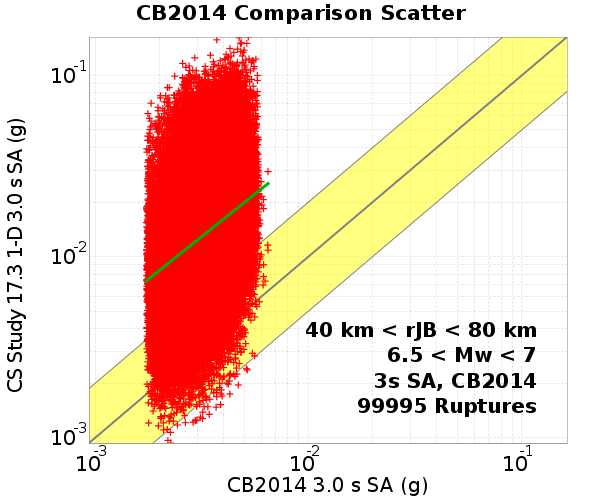 CB2014 Comparison Scatter
CS Study 17.3 1-D 3.0 s SA (g)
10-1
10-2
10-3
40 km < rJB < 80 km
6.5 < Mw < 7
3s SA, CB2014
99995 Ruptures
10-3 10-2 10-1
CB2014 3.0 s SA (g)